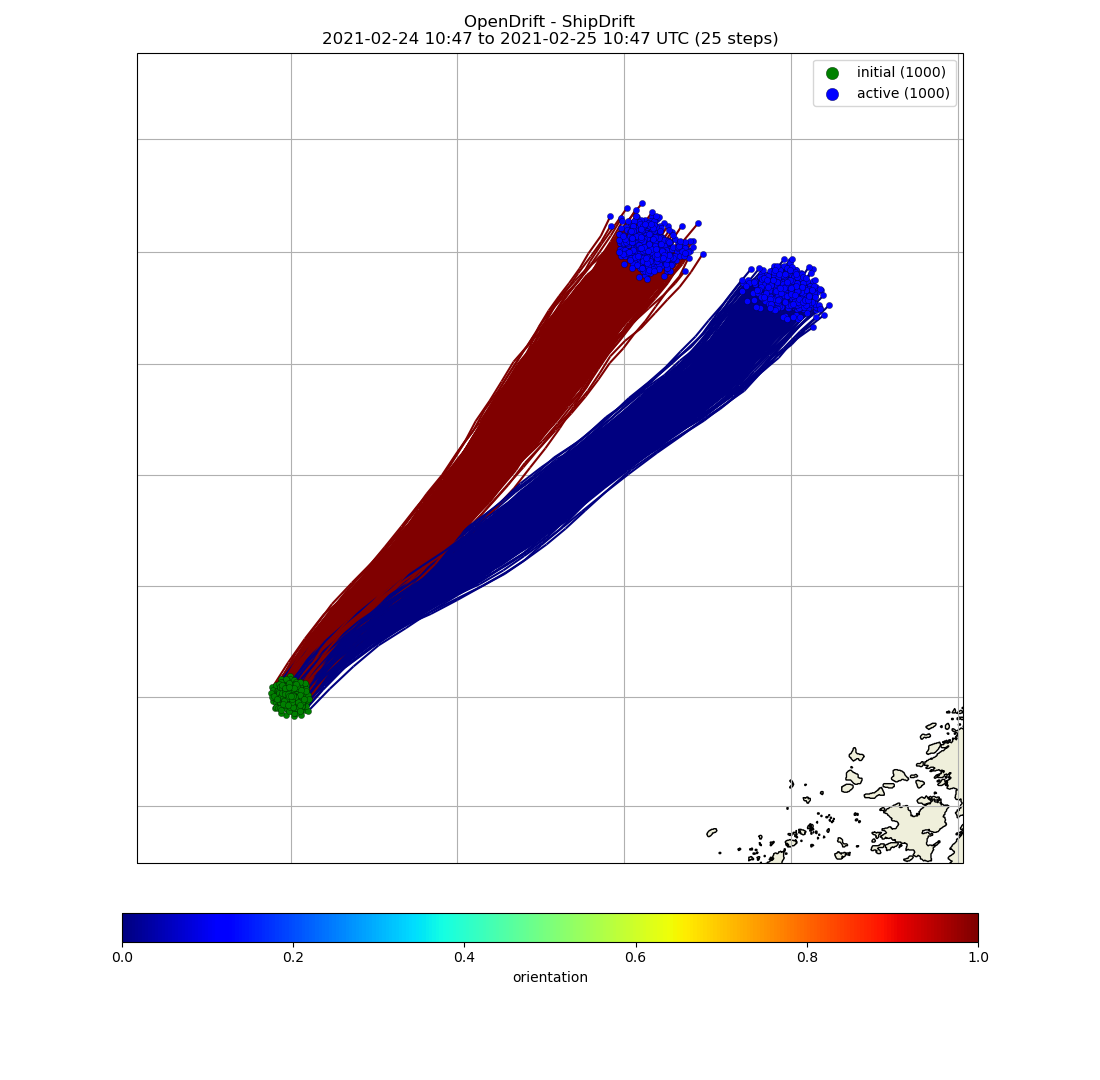 OpenDrift - ShipDrift
2021-02-24 10:47 to 2021-02-25 10:47 UTC (25 steps)
initial (1000)
active (1000)
0.0 0.2 0.4 0.6 0.8 1.0
orientation